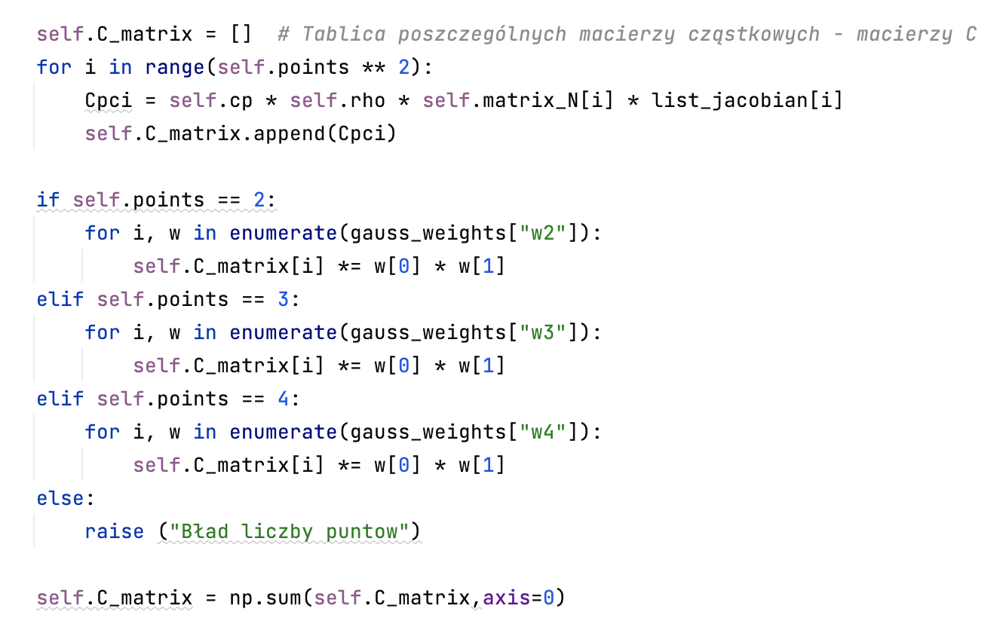 self.C_matrix = []  # Tablica poszczególnych macierzy cząstkowych - macierzy C
for i in range(self.points ** 2):
    Cpci = self.cp * self.rho * self.matrix_N[i] * list_jacobian[i]
    self.C_matrix.append(Cpci)

if self.points == 2:
    for i, w in enumerate(gauss_weights["w2"]):
        self.C_matrix[i] *= w[0] * w[1]
elif self.points == 3:
    for i, w in enumerate(gauss_weights["w3"]):
        self.C_matrix[i] *= w[0] * w[1]
elif self.points == 4:
    for i, w in enumerate(gauss_weights["w4"]):
        self.C_matrix[i] *= w[0] * w[1]
else:
    raise ("Bład liczby puntow")

self.C_matrix = np.sum(self.C_matrix,axis=0)